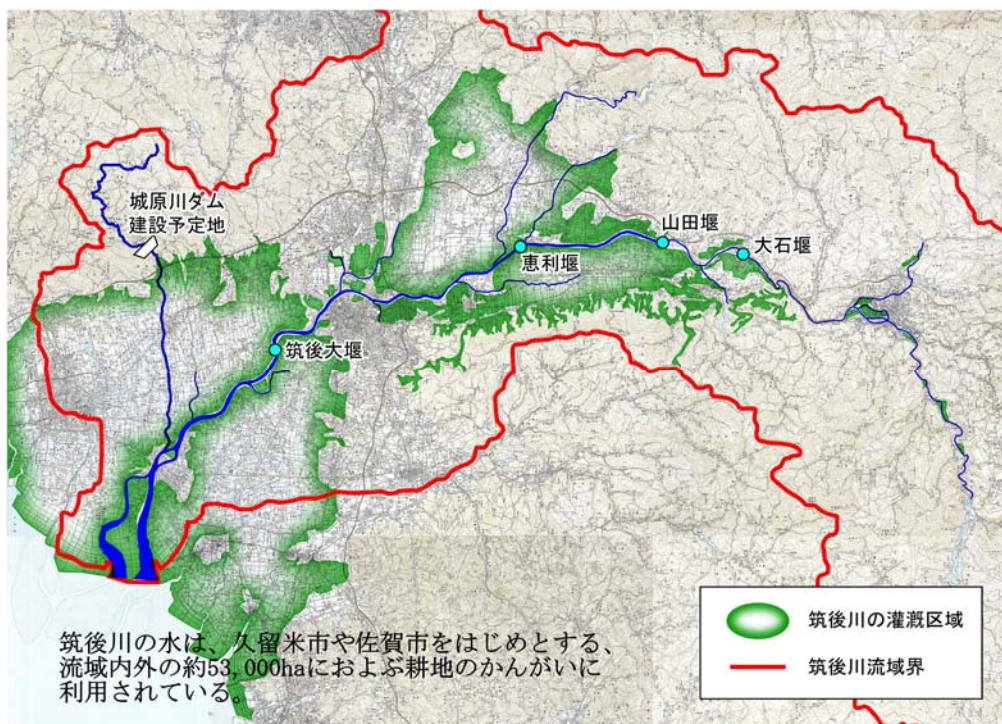 城原川ダム
建設予定地
山田堰
大石堰
恵利堰
筑後大堰
筑後川の水は、久留米市や佐賀市をはじめとする、
流域内外の約53,000haにおよぶ耕地のかんがいに
利用されている。
筑後川の灌漑区域
筑後川流域界